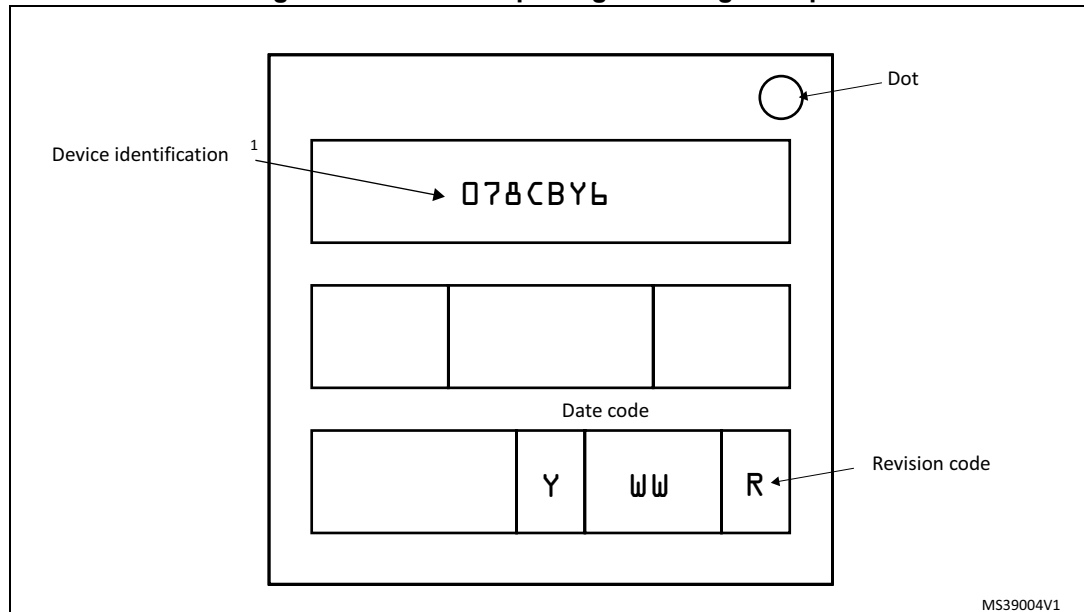 Dot
Device identification 1
078CBY6
Date code
Y WW R
Revision code
MS39004V1